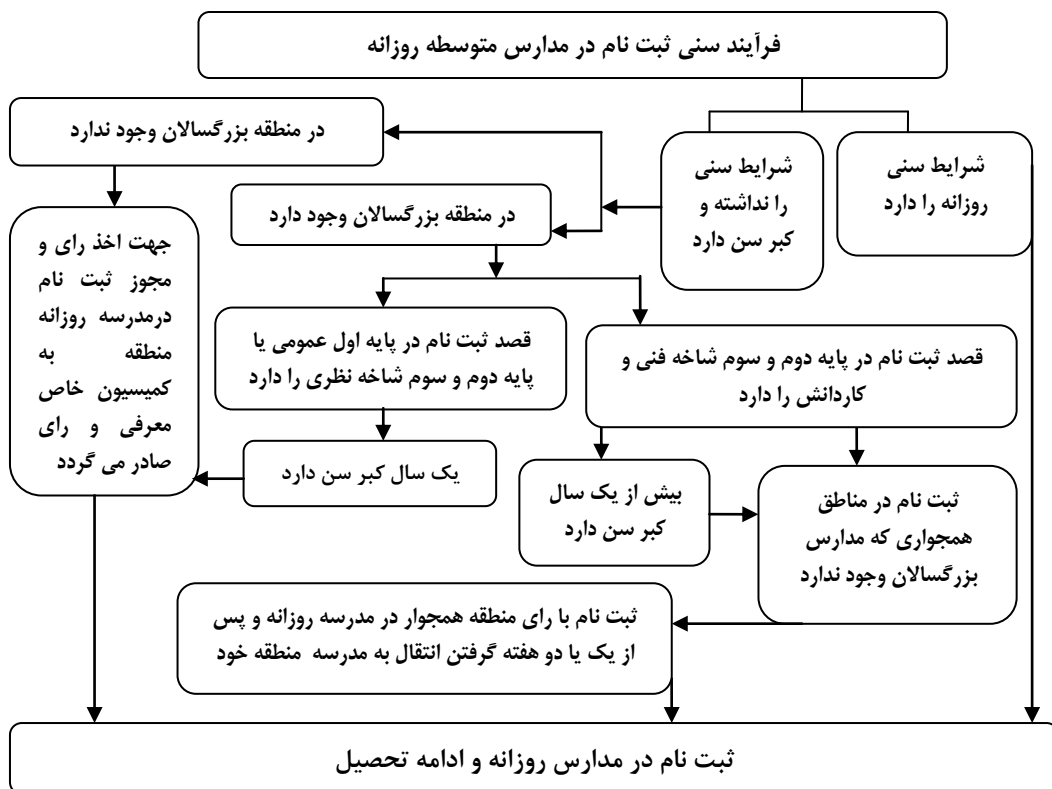 فرآیند سنی ثبت نام در مدارس متوسطه روزانه
در منطقه بزرگسالان وجود ندارد
شرایط سنی
را نداشته و
کبر سن دارد
شرایط سنی
روزانه را دارد
در منطقه بزرگسالان وجود دارد
جهت اخذ رای و
مجوز ثبت نام
درمدرسه روزانه
منطقه به
کمیسیون خاص
معرفی و رای
صادر می گردد
قصد ثبت نام در پایه اول عمومی یا
پایه دوم و سوم شاخه نظری را دارد
قصد ثبت نام در پایه دوم و سوم شاخه فنی و
کاردانش را دارد
یک سال کبر سن دارد
بیش از یک سال
کبر سن دارد
ثبت نام در مناطق
همجواری که مدارس
بزرگسالان وجود ندارد
ثبت نام با رای منطقه همجوار در مدرسه روزانه و پس
از یک یا دو هفته گرفتن انتقال به مدرسه منطقه خود
ثبت نام در مدارس روزانه و ادامه تحصیل